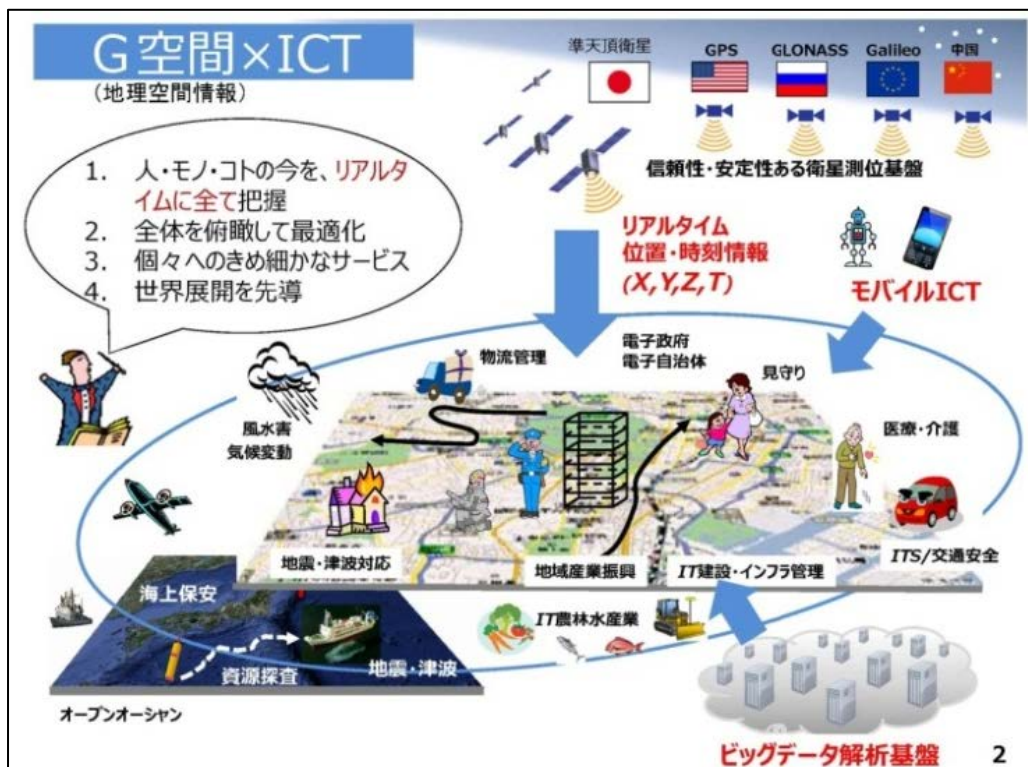 G空間×ICT
（地理空間情報）
準天頂衛星
GPS
GLONASS
Galileo
中国
信頼性・安定性ある衛星測位基盤
1. 人・モノ・コトの今を、リアルタ
イムに全て把握
2. 全体を俯瞰して最適化
3. 個々へのきめ細かなサービス
4. 世界展開を先導
リアルタイム
位置・時刻情報
(X,Y,Z,T)
モバイルICT
物流管理
電子政府
電子自治体
見守り
風水害
気候変動
医療・介護
地震・津波対応
地域産業振興
IT建設・インフラ管理
ITS/交通安全
海上保安
IT農林水産業
資源探査
地震・津波
オープンオーシャン
ビッグデータ解析基盤
2